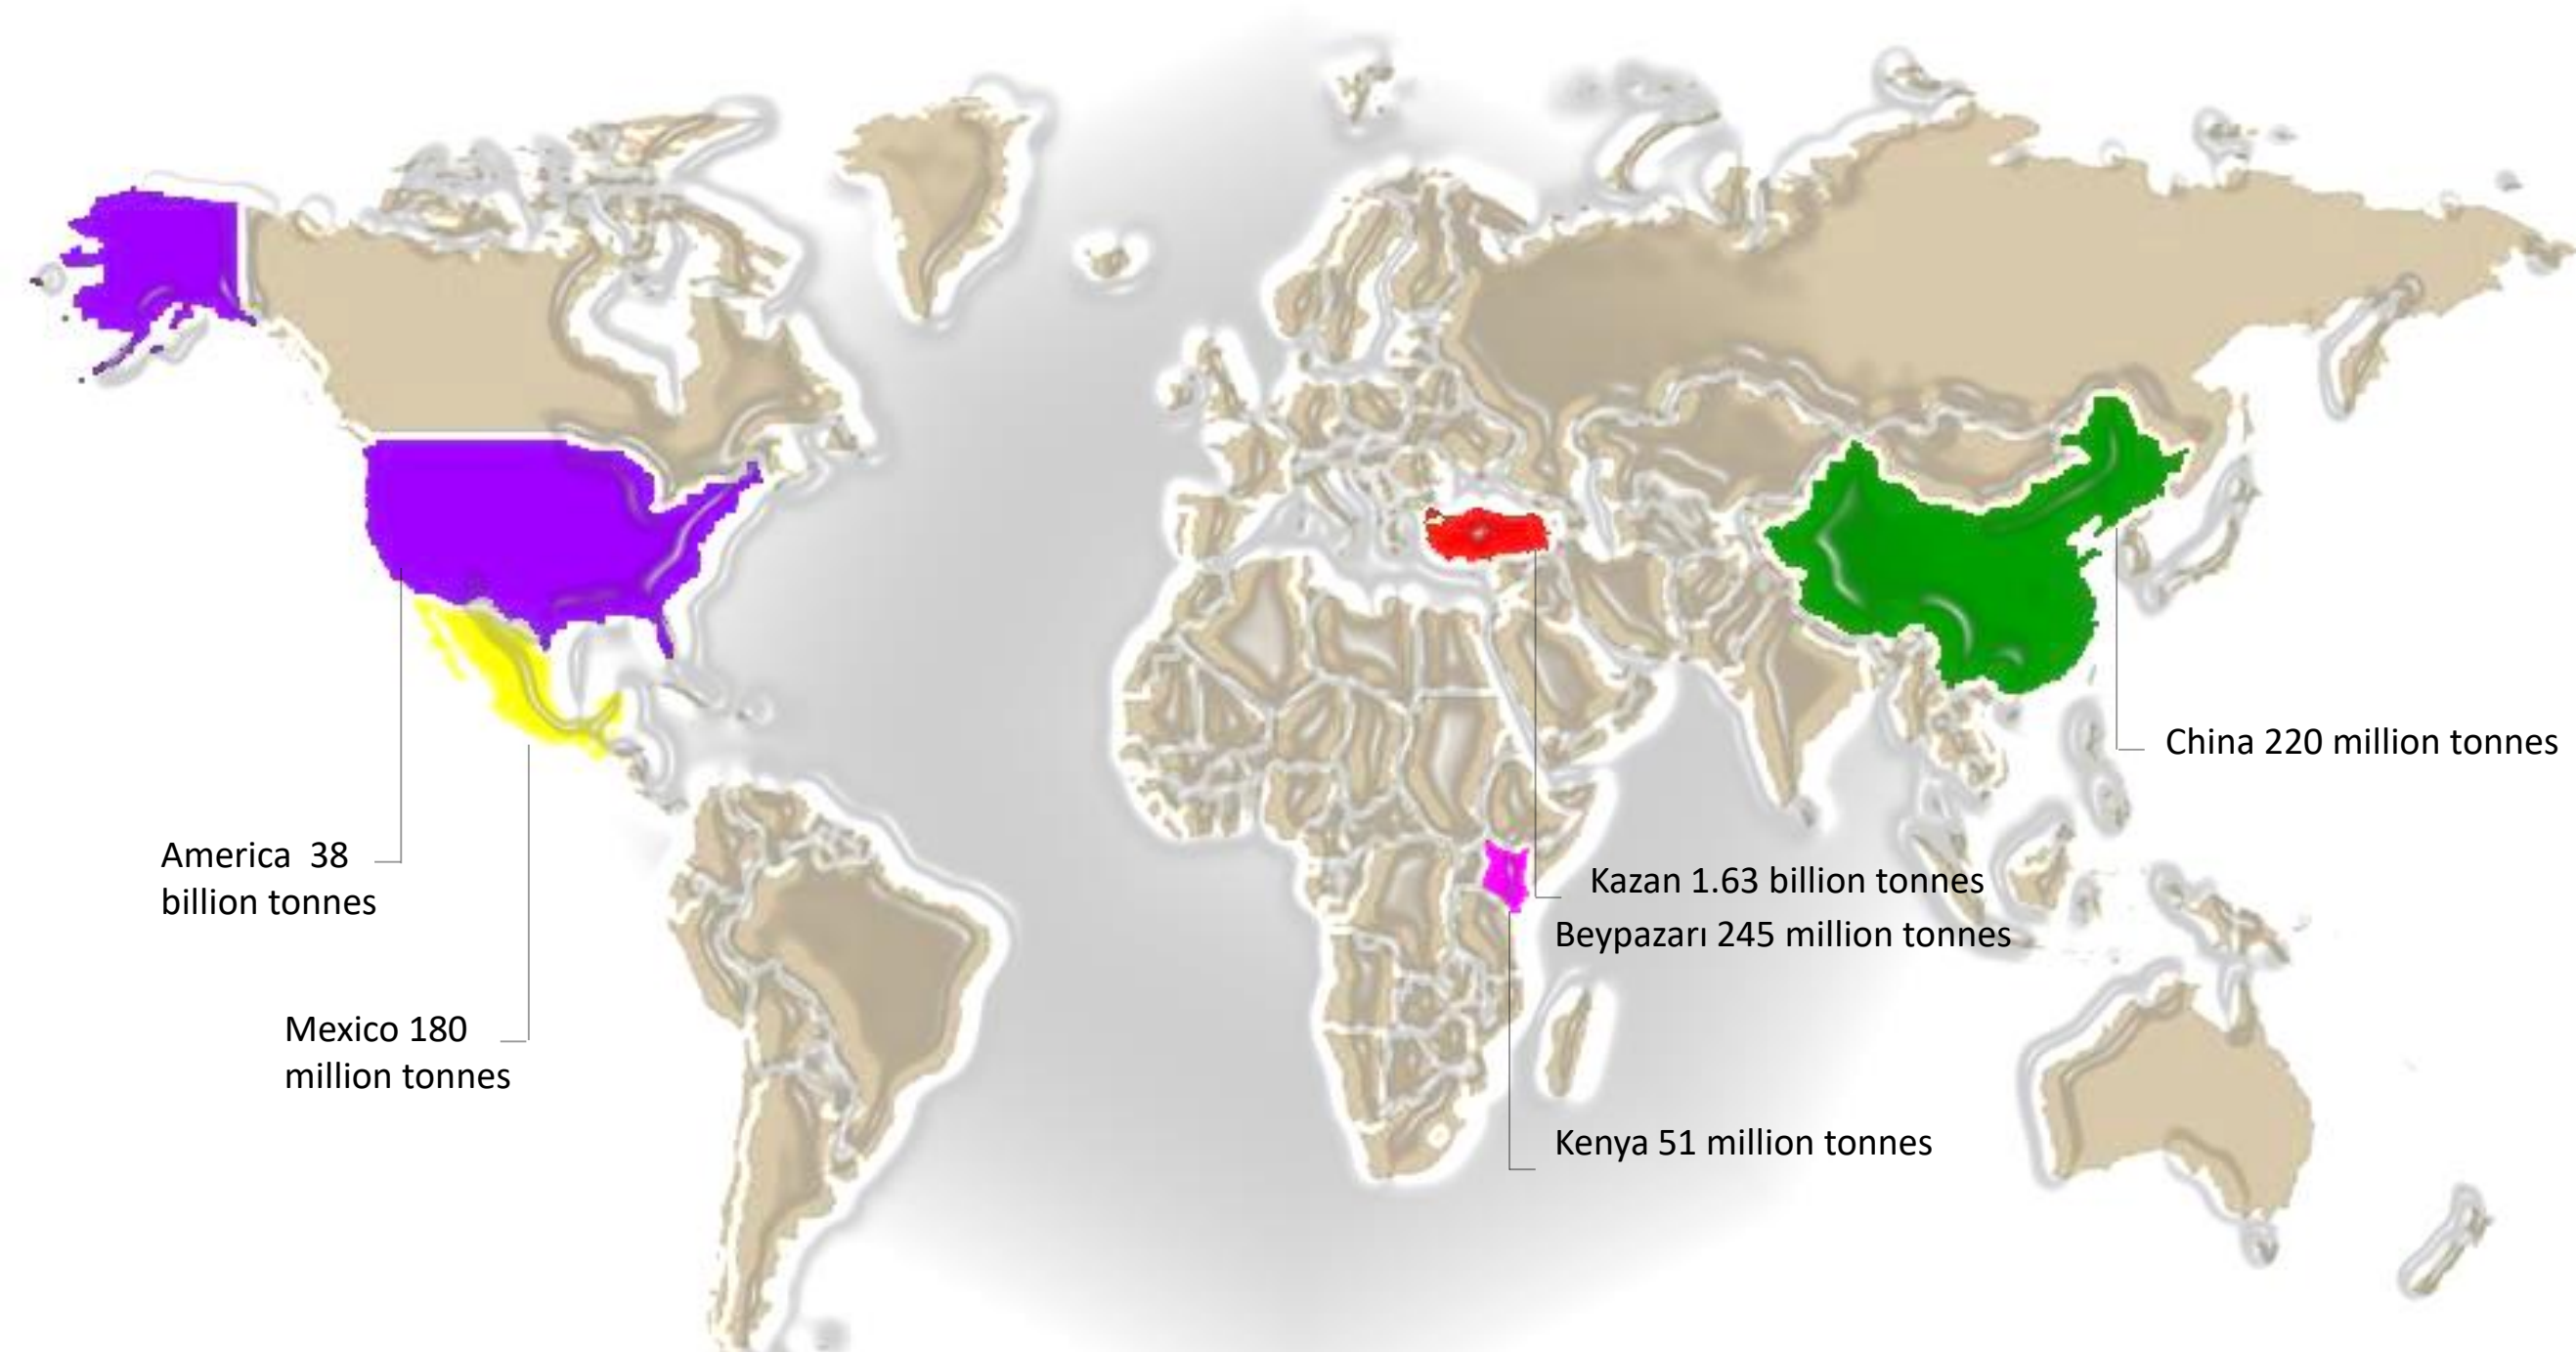 China 220 million tonnes
America 38
billion tonnes
Kazan 1.63 billion tonnes
Beypazarı 245 million tonnes
Mexico 180
million tonnes
Kenya 51 million tonnes